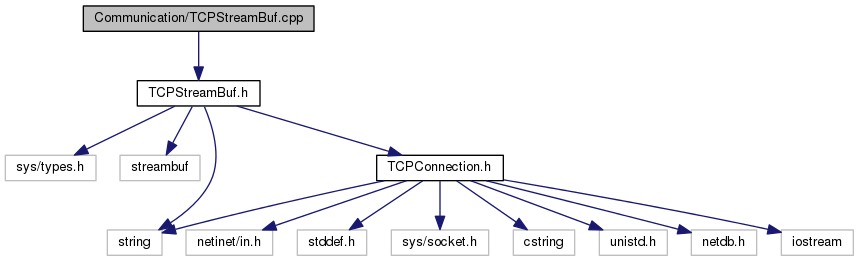 Communication/TCPStreamBuf.cpp
TCPStreamBuf.h
sys/types.h
streambuf
TCPConnection.h
string
netinet/in.h
stddef.h
sys/socket.h
cstring
unistd.h
netdb.h
iostream